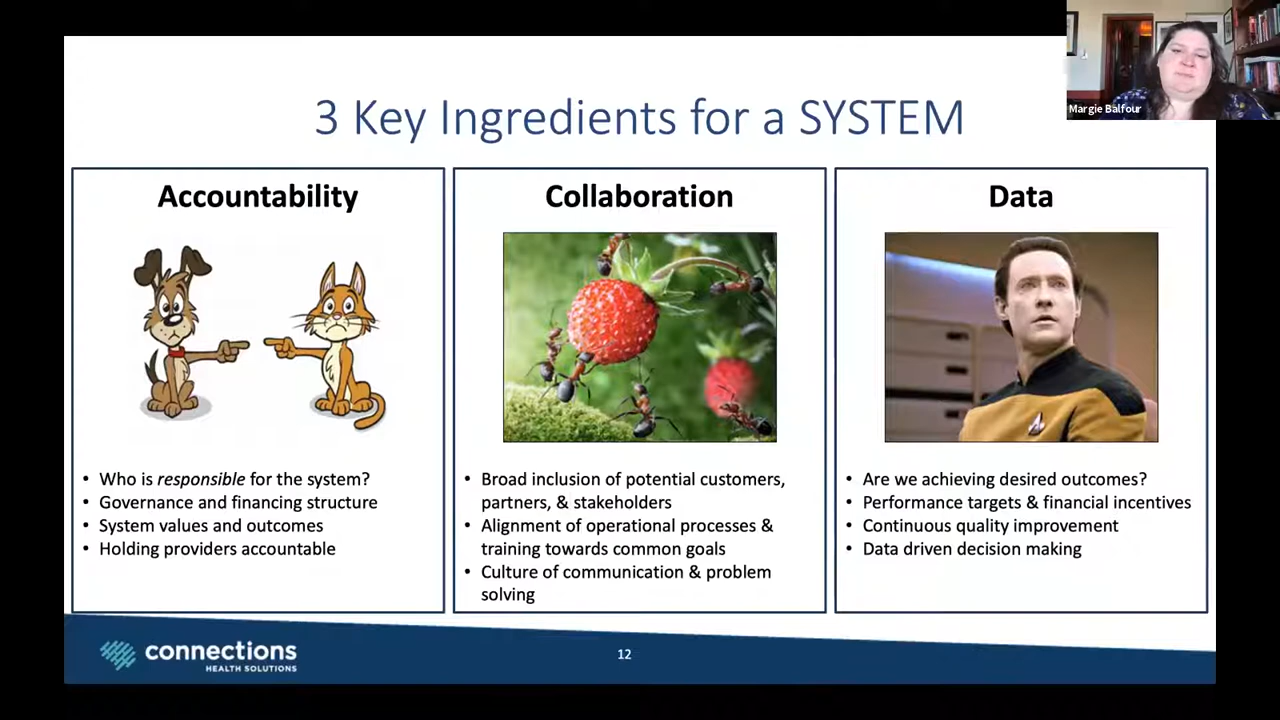 Margie Balfour
3 Key Ingredients for a SYSTEM
Accountability
• Who is responsible for the system?
• Governance and financing structure
• System values and outcomes
• Holding providers accountable
Collaboration
• Broad inclusion of potential customers,
partners, & stakeholders
• Alignment of operational processes &
training towards common goals
• Culture of communication & problem
solving
Data
• Are we achieving desired outcomes?
• Performance targets & financial incentives
• Continuous quality improvement
• Data driven decision making
connections
HEALTH SOLUTIONS
12